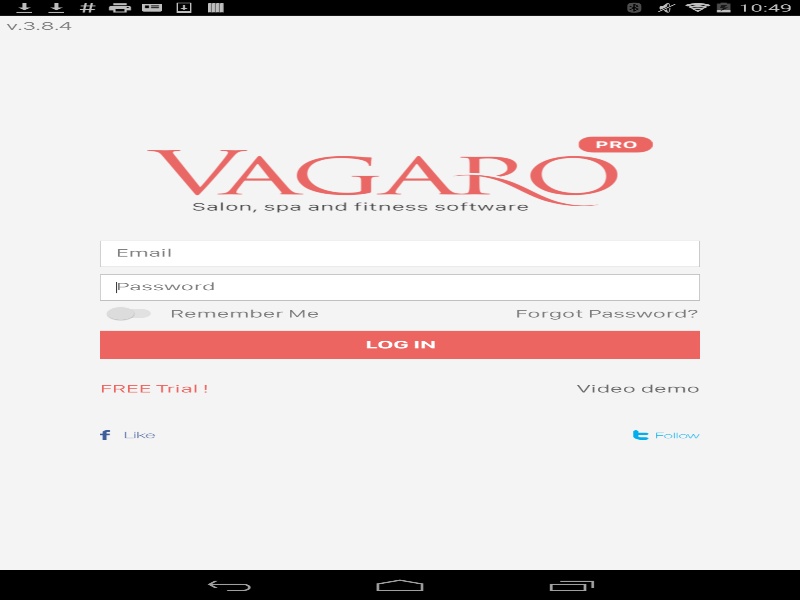 10:49
v.3.8.4
PRO
VAGARO
Salon, spa and fitness software
Email
Password
Remember Me
Forgot Password?
LOG IN
FREE Trial !
Video demo
f Like
Follow